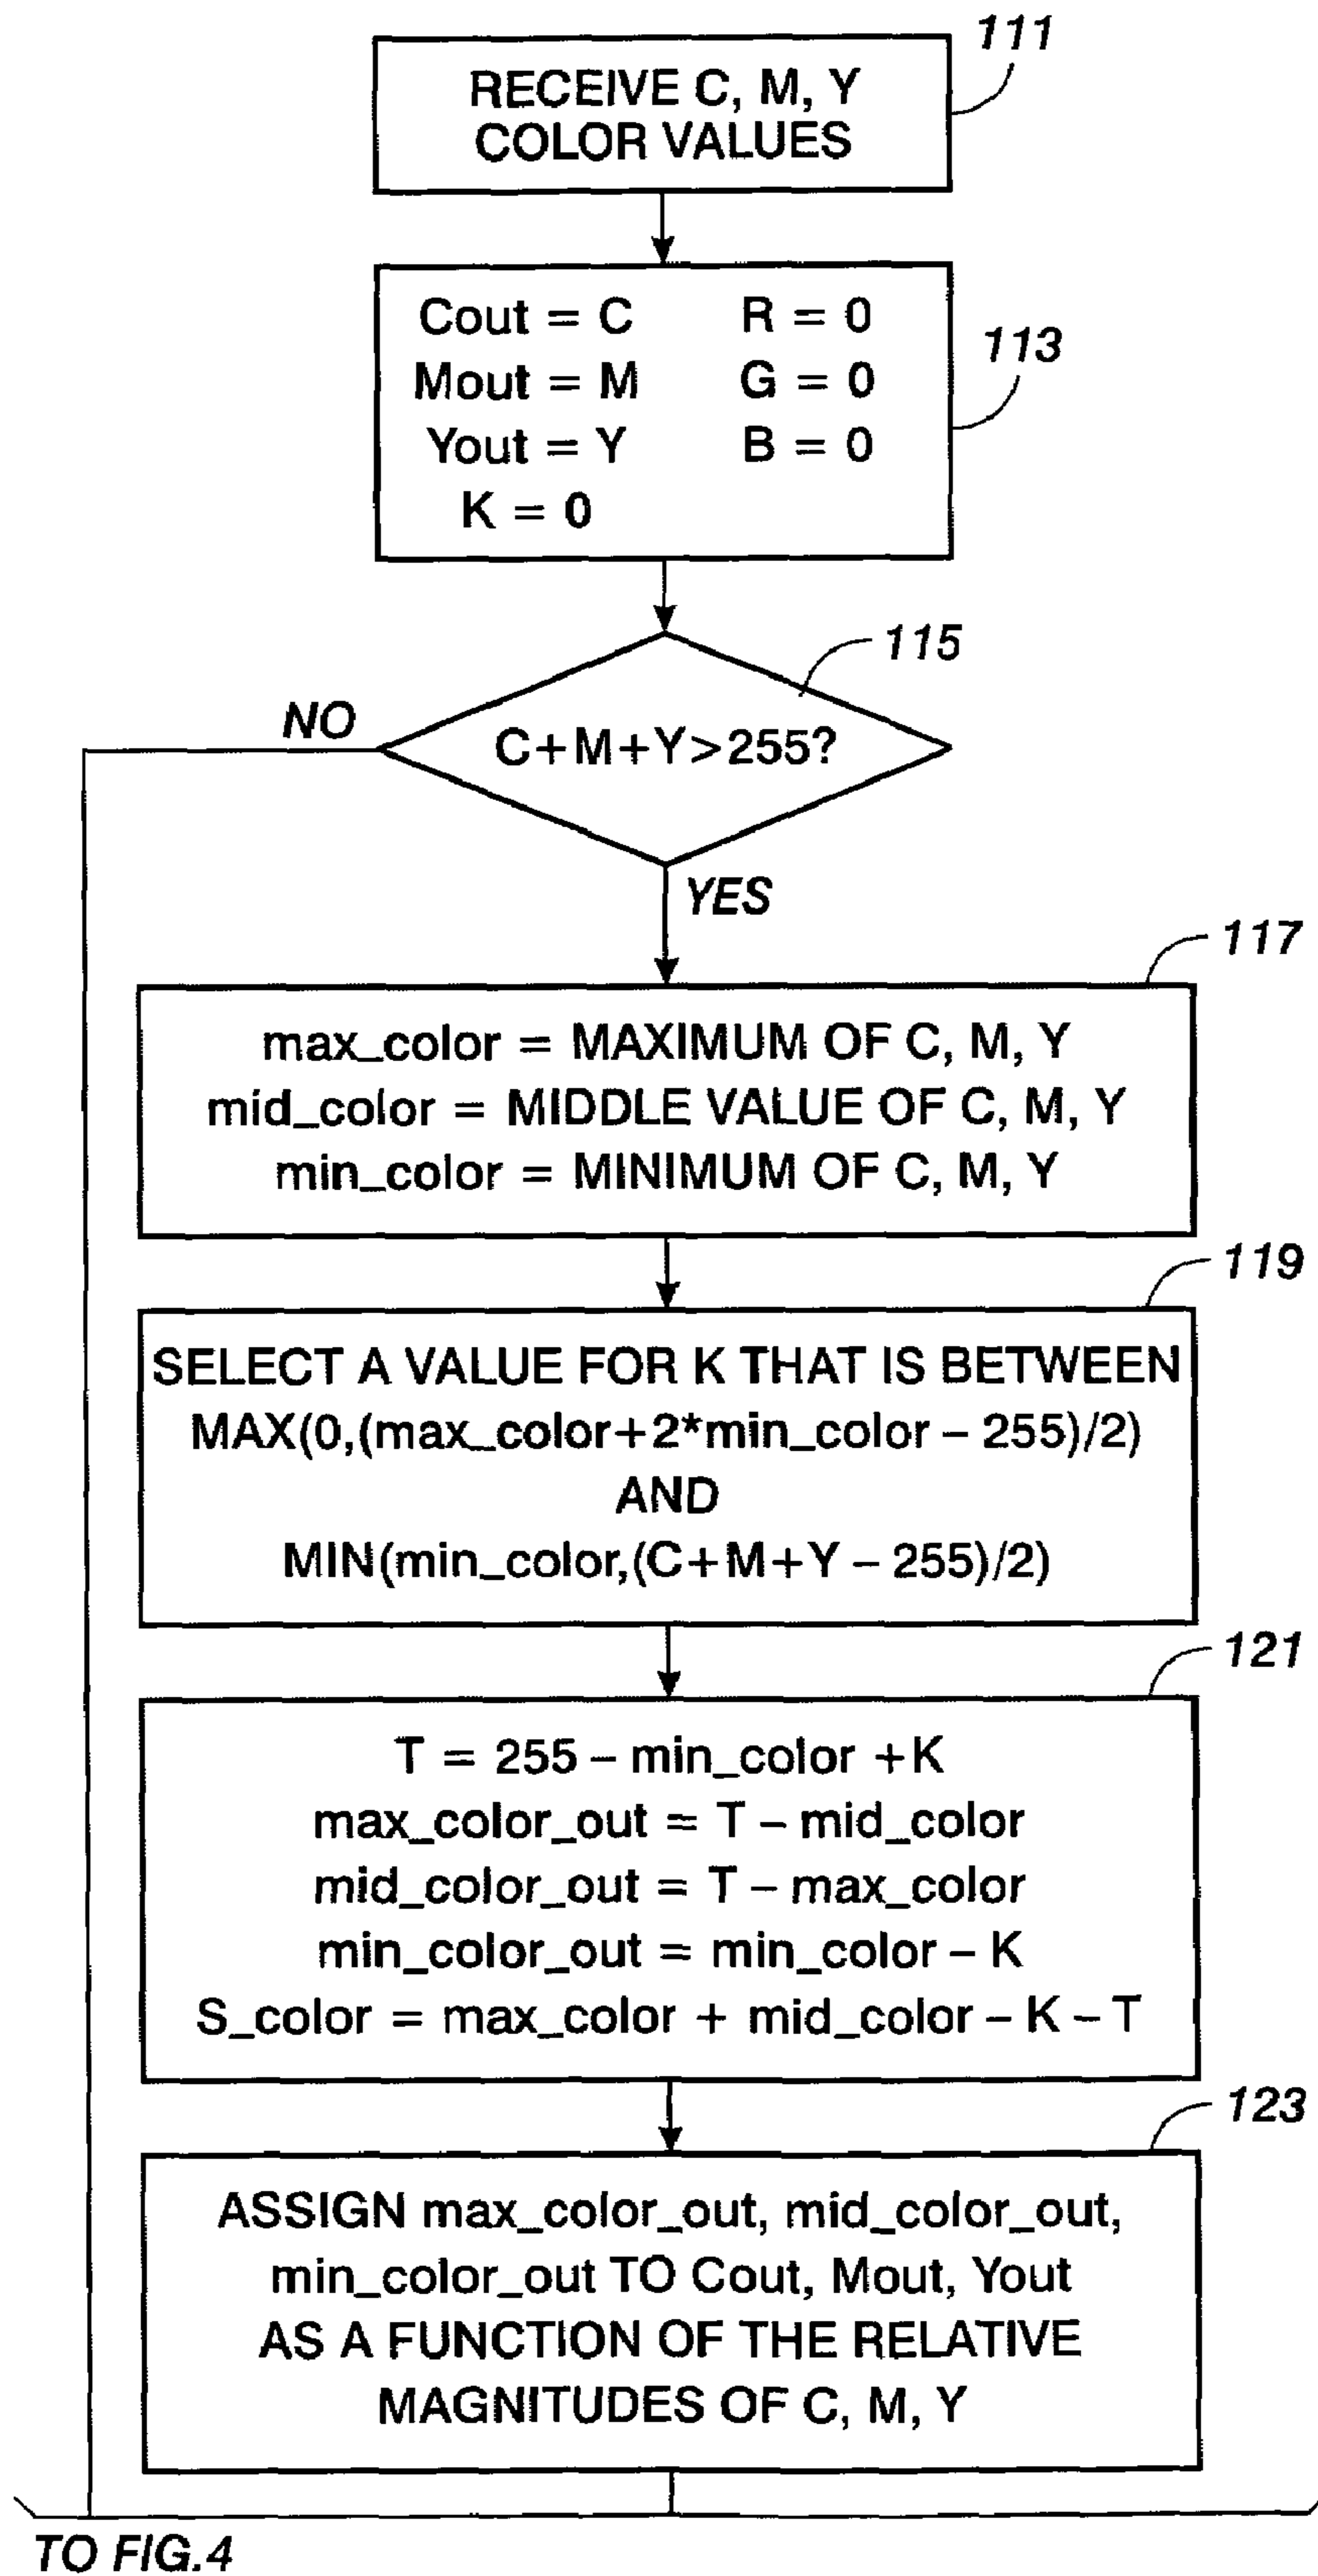 111
RECEIVE C, M, Y
COLOR VALUES
113
Cout = C R = 0
Mout = M G = 0
Yout = Y B = 0
K = 0
115
NO
C+M+Y>255?
YES
117
max_color = MAXIMUM OF C, M, Y
mid_color = MIDDLE VALUE OF C, M, Y
min_color = MINIMUM OF C, M, Y
119
SELECT A VALUE FOR K THAT IS BETWEEN
MAX(0,(max_color+2*min_color – 255)/2)
AND
MIN(min_color,(C+M+Y – 255)/2)
121
T = 255 – min_color +K
max_color_out = T – mid_color
mid_color_out = T – max_color
min_color_out = min_color – K
S_color = max_color + mid_color – K – T
123
ASSIGN max_color_out, mid_color_out,
min_color_out TO Cout, Mout, Yout
AS A FUNCTION OF THE RELATIVE
MAGNITUDES OF C, M, Y
TO FIG.4